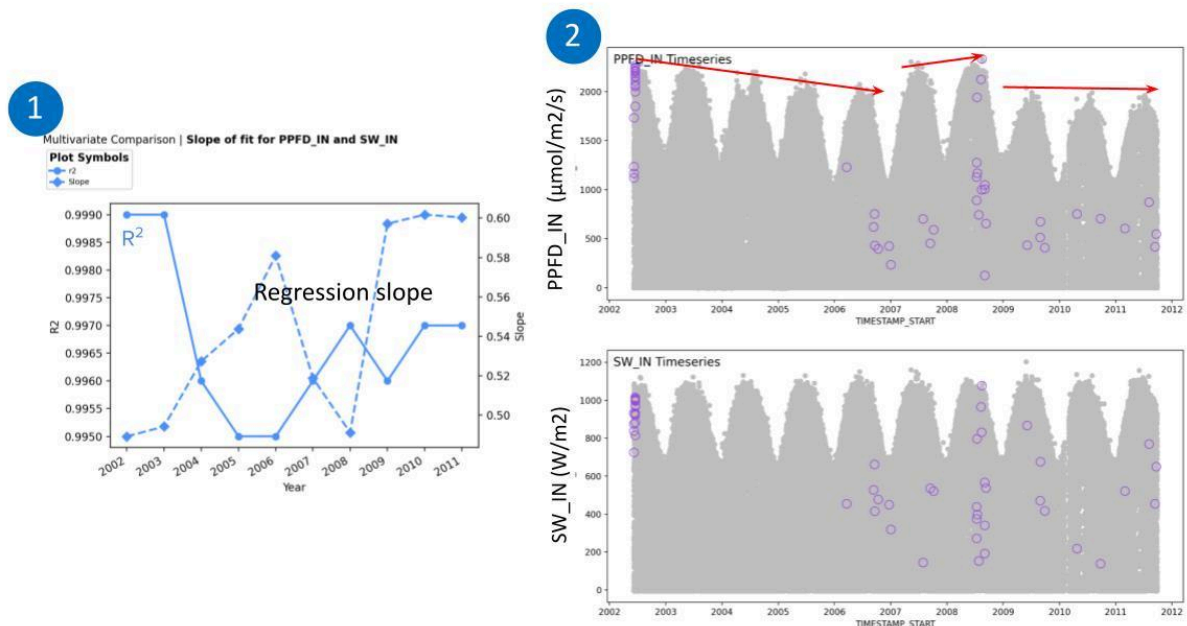 1
Multivariate Comparison | Slope of fit for PPFD_IN and SW_IN
Plot Symbols
r2
Slope
R2
0.9990
0.9985
0.9980
0.9975
0.9970
0.9965
0.9960
0.9955
0.9950
R²
Regression slope
0.60
0.58
0.56
0.54
0.52
0.50
Slope
2002 2003 2004 2005 2006 2007 2008 2009 2010 2011
Year
2
PPFD_IN Timeseries
PPFD_IN (µmol/m2/s)
2000
1500
1000
500
0
2002 2003 2004 2005 2006 2007 2008 2009 2010 2011 2012
TIMESTAMP_START
SW_IN Timeseries
SW_IN (W/m2)
1200
1000
800
600
400
200
0
2002 2003 2004 2005 2006 2007 2008 2009 2010 2011 2012
TIMESTAMP_START